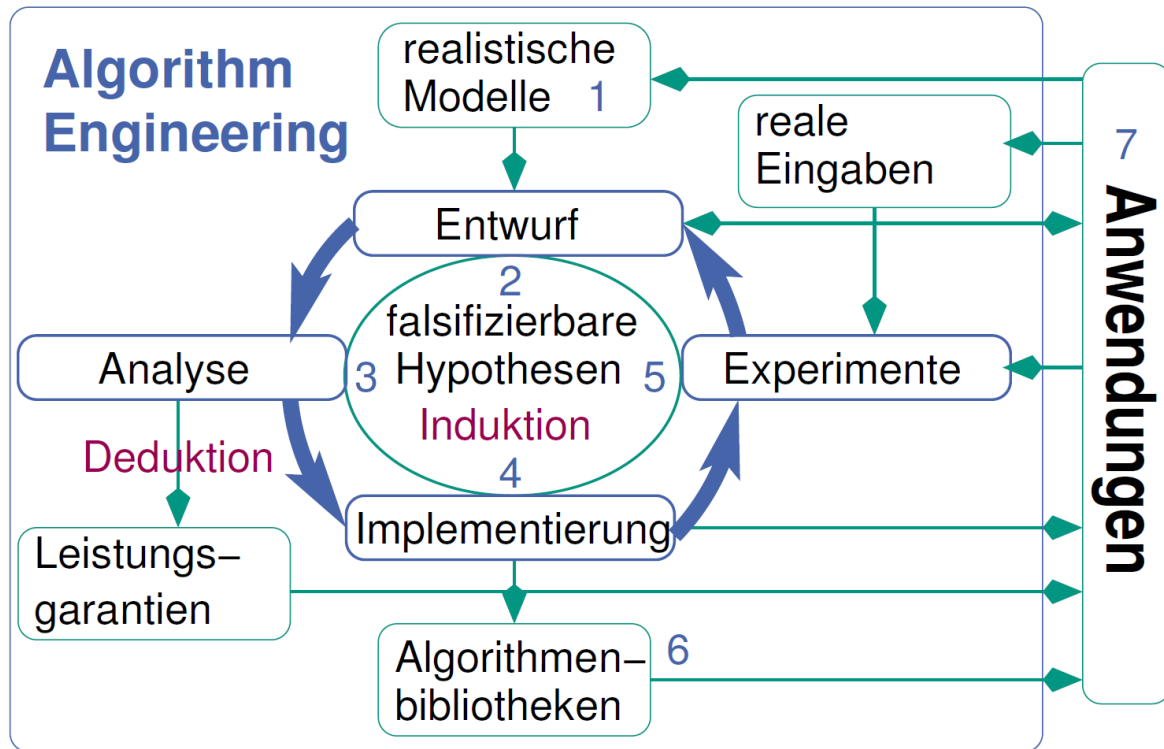 Algorithm
Engineering
realistische
Modelle 1
reale
Eingaben
7 Anwendungen
Entwurf
2
falsifizierbare
Hypothesen
Induktion
3
5
4
Analyse
Experimente
Deduktion
Implementierung
Leistungs-
garantien
Algorithmen-
bibliotheken
6